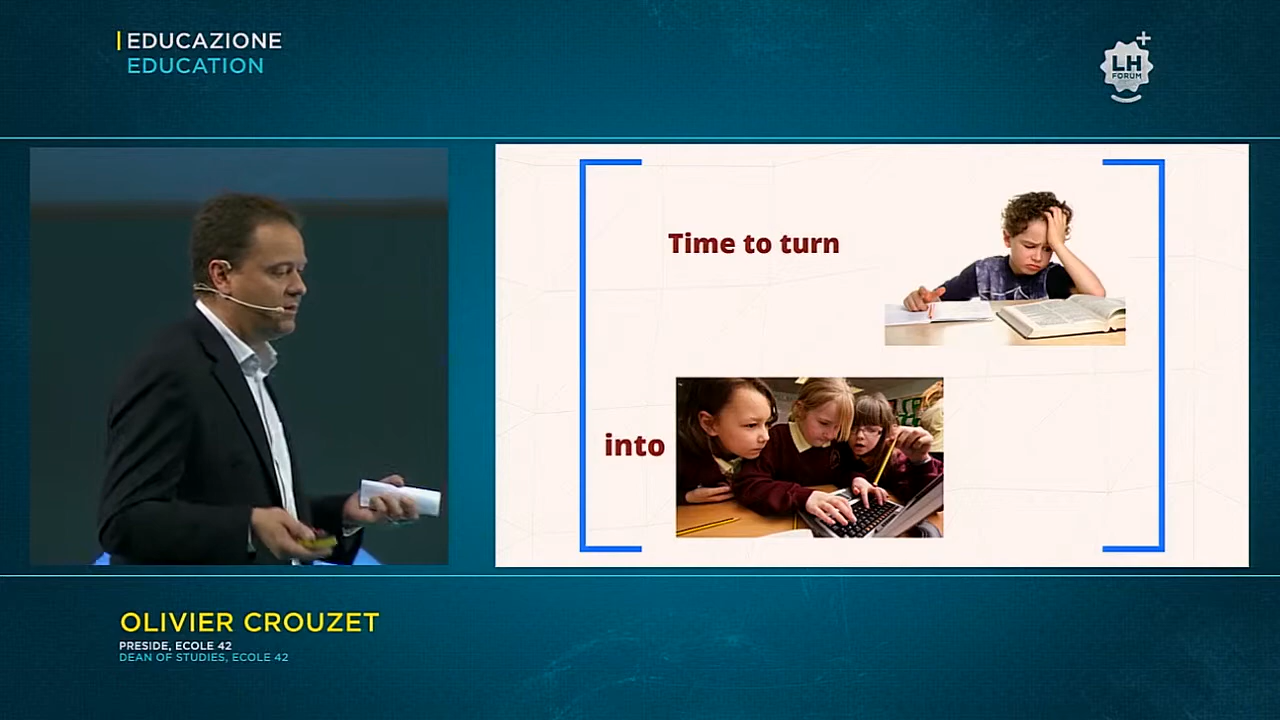 EDUCAZIONE
EDUCATION
LH
FORUM
Time to turn
into
OLIVIER CROUZET
PRESIDE, ECOLE 42
DEAN OF STUDIES, ECOLE 42